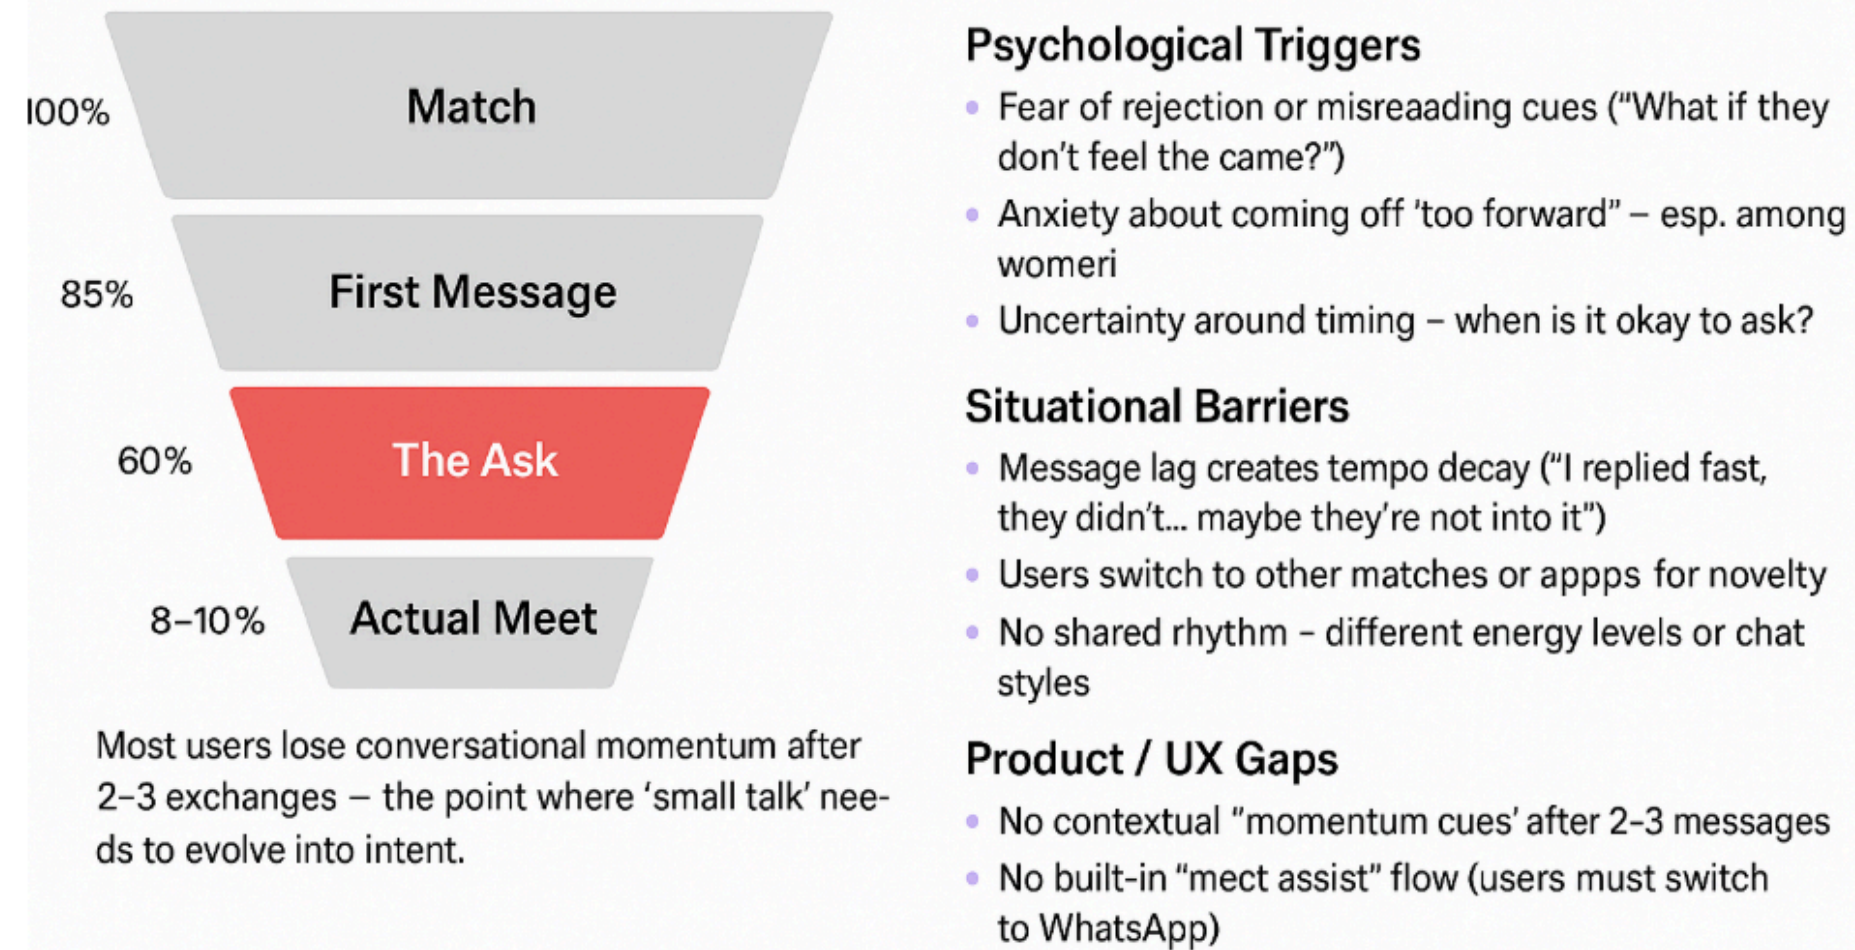 100%
Match
85%
First Message
60%
The Ask
8–10%
Actual Meet
Most users lose conversational momentum after
2–3 exchanges – the point where ‘small talk’ nee-
ds to evolve into intent.
Psychological Triggers
• Fear of rejection or misreaading cues (“What if they
don’t feel the came?”)
• Anxiety about coming off ‘too forward” – esp. among
womeri
• Uncertainty around timing – when is it okay to ask?
Situational Barriers
• Message lag creates tempo decay (“I replied fast,
they didn’t... maybe they’re not into it”)
• Users switch to other matches or appps for novelty
• No shared rhythm – different energy levels or chat
styles
Product / UX Gaps
• No contextual ”momentum cues’ after 2–3 messages
• No built-in “mect assist” flow (users must switch
to WhatsApp)